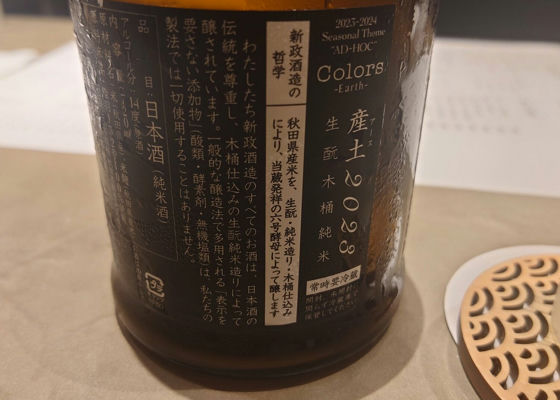 2023-2024
Seasonal Theme
"AD-HOC"
Colors
-Earth-
産土 2023
アース
生酛木桶純米
常時要冷蔵
新政酒造の
哲学
秋田県産米を、生酛・純米造り・木桶仕込み
により、当蔵発祥の六号酵母によって醸します
わたしたち新政酒造のすべてのお酒は、日本酒の
伝統を尊重し、木桶仕込みの生酛純米造りによって
醸されています。一般的な醸造法で多用される「表示を
要さない添加物」(酸類・酵素剤・無機塩類)は、私たちの
製法では一切使用することはありません。
品目 日本酒(純米酒)
アルコール分 14度(原酒)